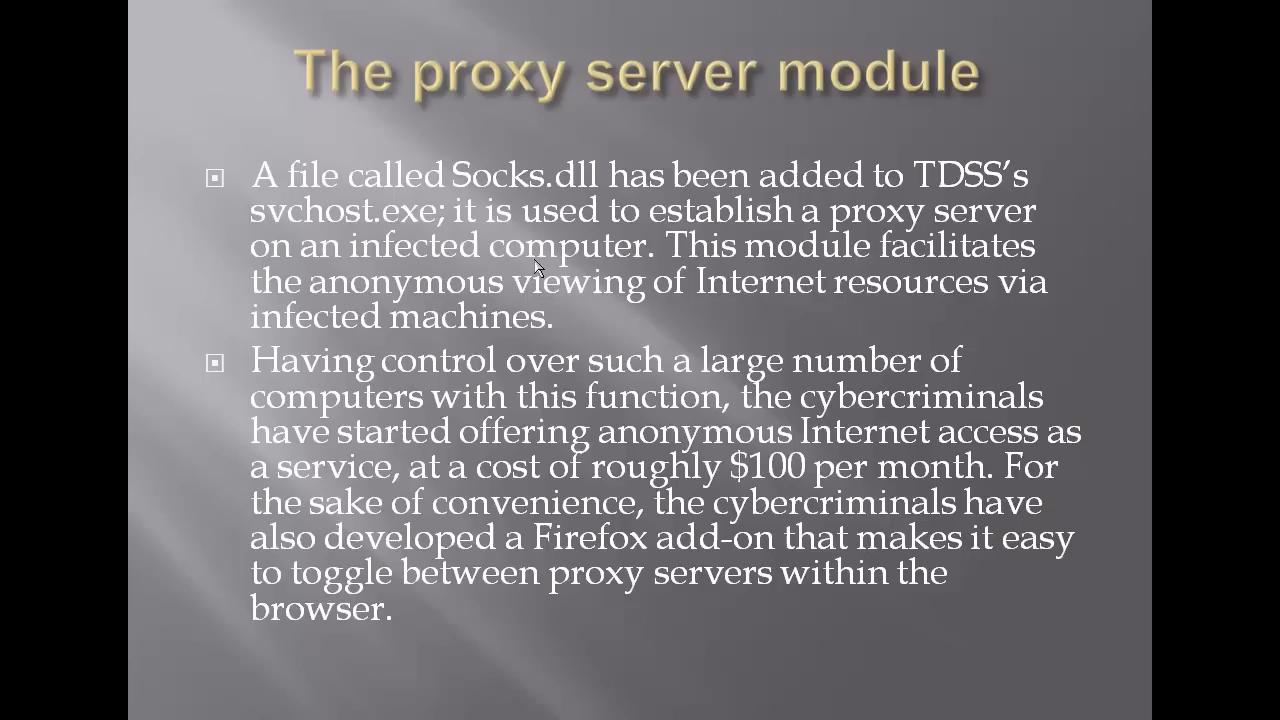 The proxy server module
A file called Socks.dll has been added to TDSS’s
svchost.exe; it is used to establish a proxy server
on an infected computer. This module facilitates
the anonymous viewing of Internet resources via
infected machines.
Having control over such a large number of
computers with this function, the cybercriminals
have started offering anonymous Internet access as
a service, at a cost of roughly $100 per month. For
the sake of convenience, the cybercriminals have
also developed a Firefox add-on that makes it easy
to toggle between proxy servers within the
browser.